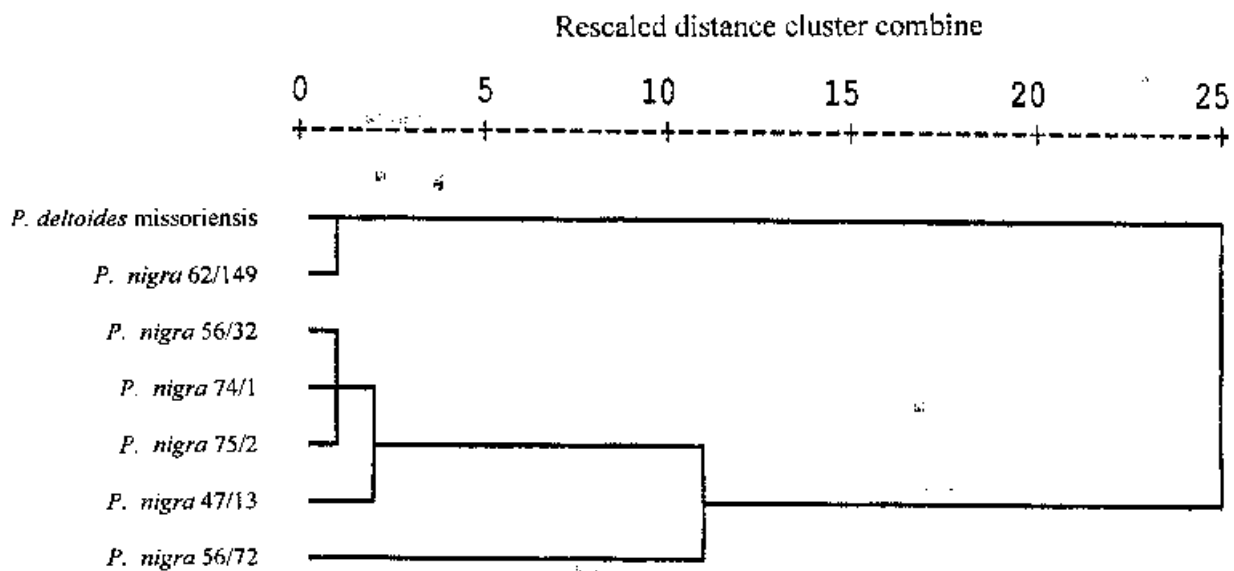 Rescaled distance cluster combine
0 5 10 15 20 25
P. deltoides missoriensis
P. nigra 62/149
P. nigra 56/32
P. nigra 74/1
P. nigra 75/2
P. nigra 47/13
P. nigra 56/72